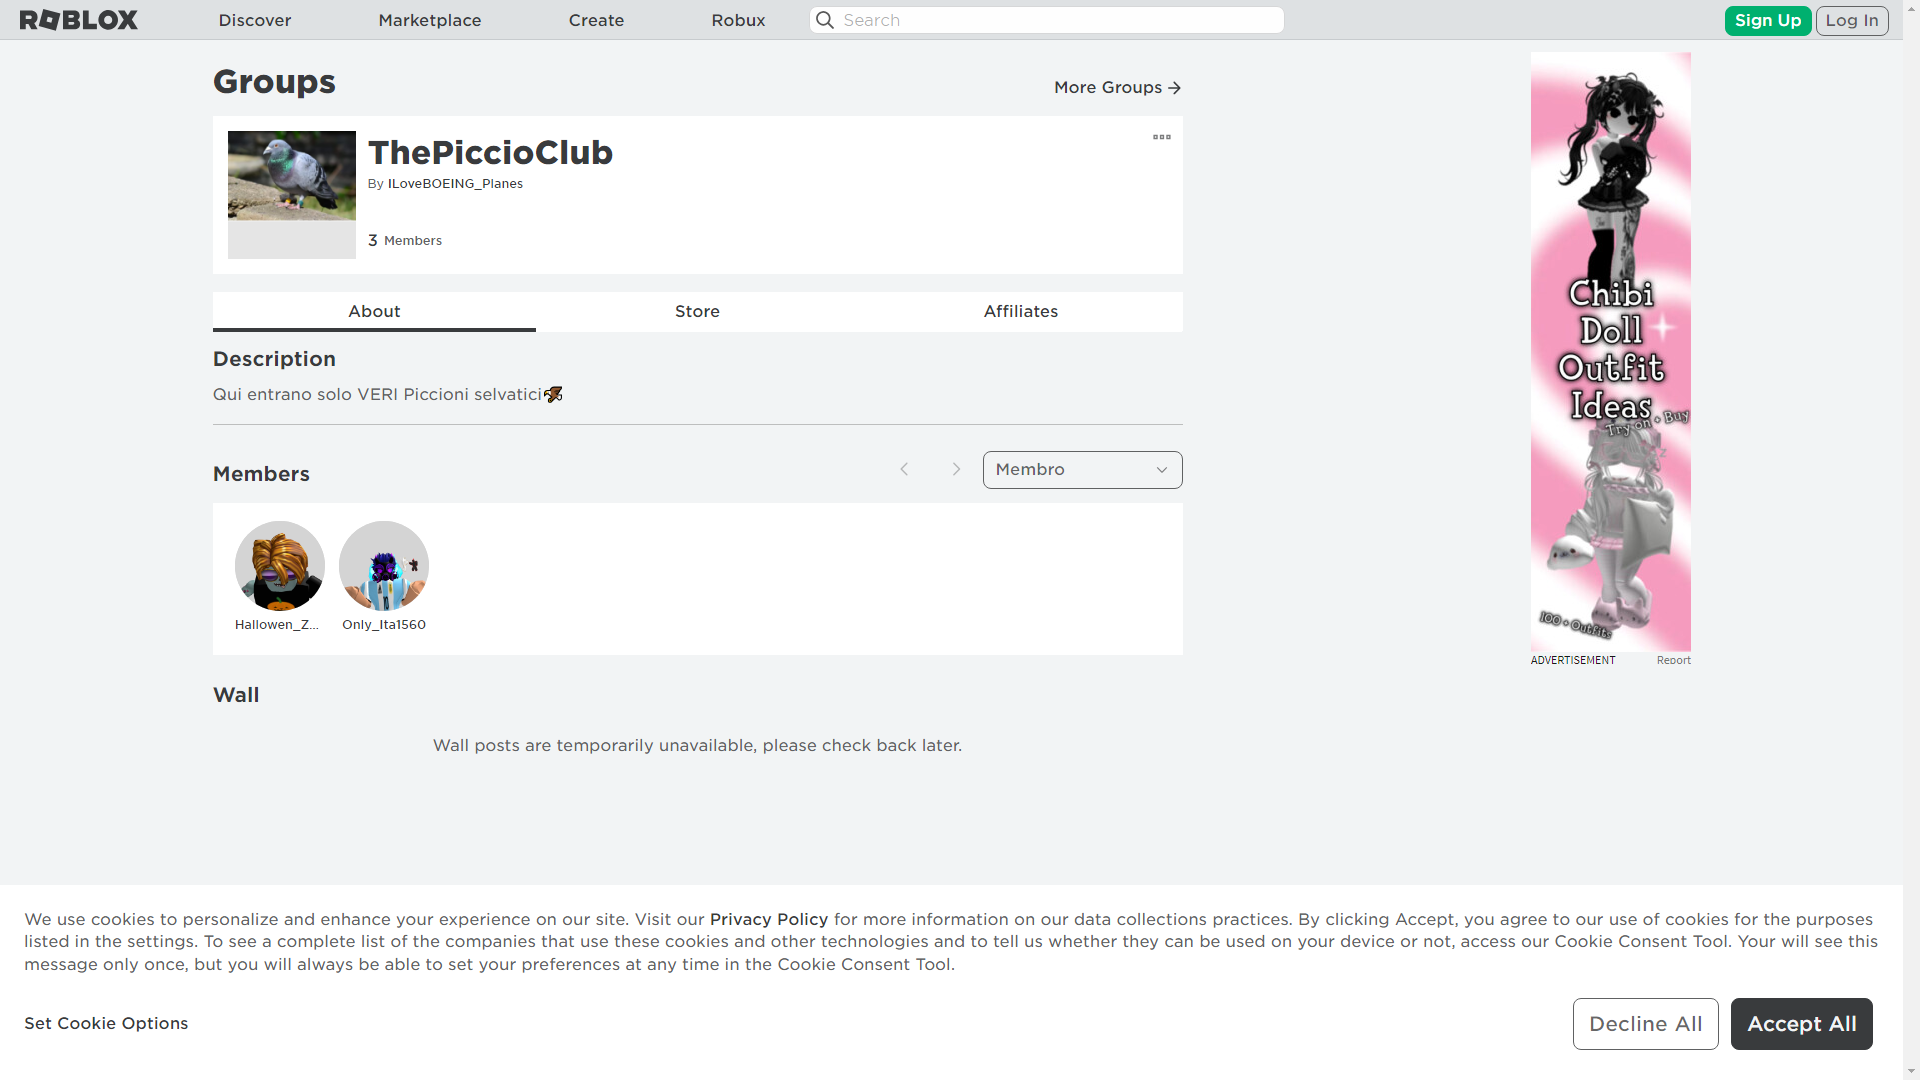 ROBLOX
Discover
Marketplace
Create
Robux
Search
Sign Up
Log In
Groups
More Groups
ThePiccioClub
By ILoveBOEING_Planes
3 Members
About
Store
Affiliates
Description
Qui entrano solo VERI Piccioni selvatici
Members
Membro
Hallowen_Z...
Only_Ita1560
Wall
Wall posts are temporarily unavailable, please check back later.
Chibi
Doll
Outfit
Ideas
Try on + Buy
100 + Outfits
ADVERTISEMENT
Report
We use cookies to personalize and enhance your experience on our site. Visit our Privacy Policy for more information on our data collections practices. By clicking Accept, you agree to our use of cookies for the purposes
listed in the settings. To see a complete list of the companies that use these cookies and other technologies and to tell us whether they can be used on your device or not, access our Cookie Consent Tool. Your will see this
message only once, but you will always be able to set your preferences at any time in the Cookie Consent Tool.
Set Cookie Options
Decline All
Accept All